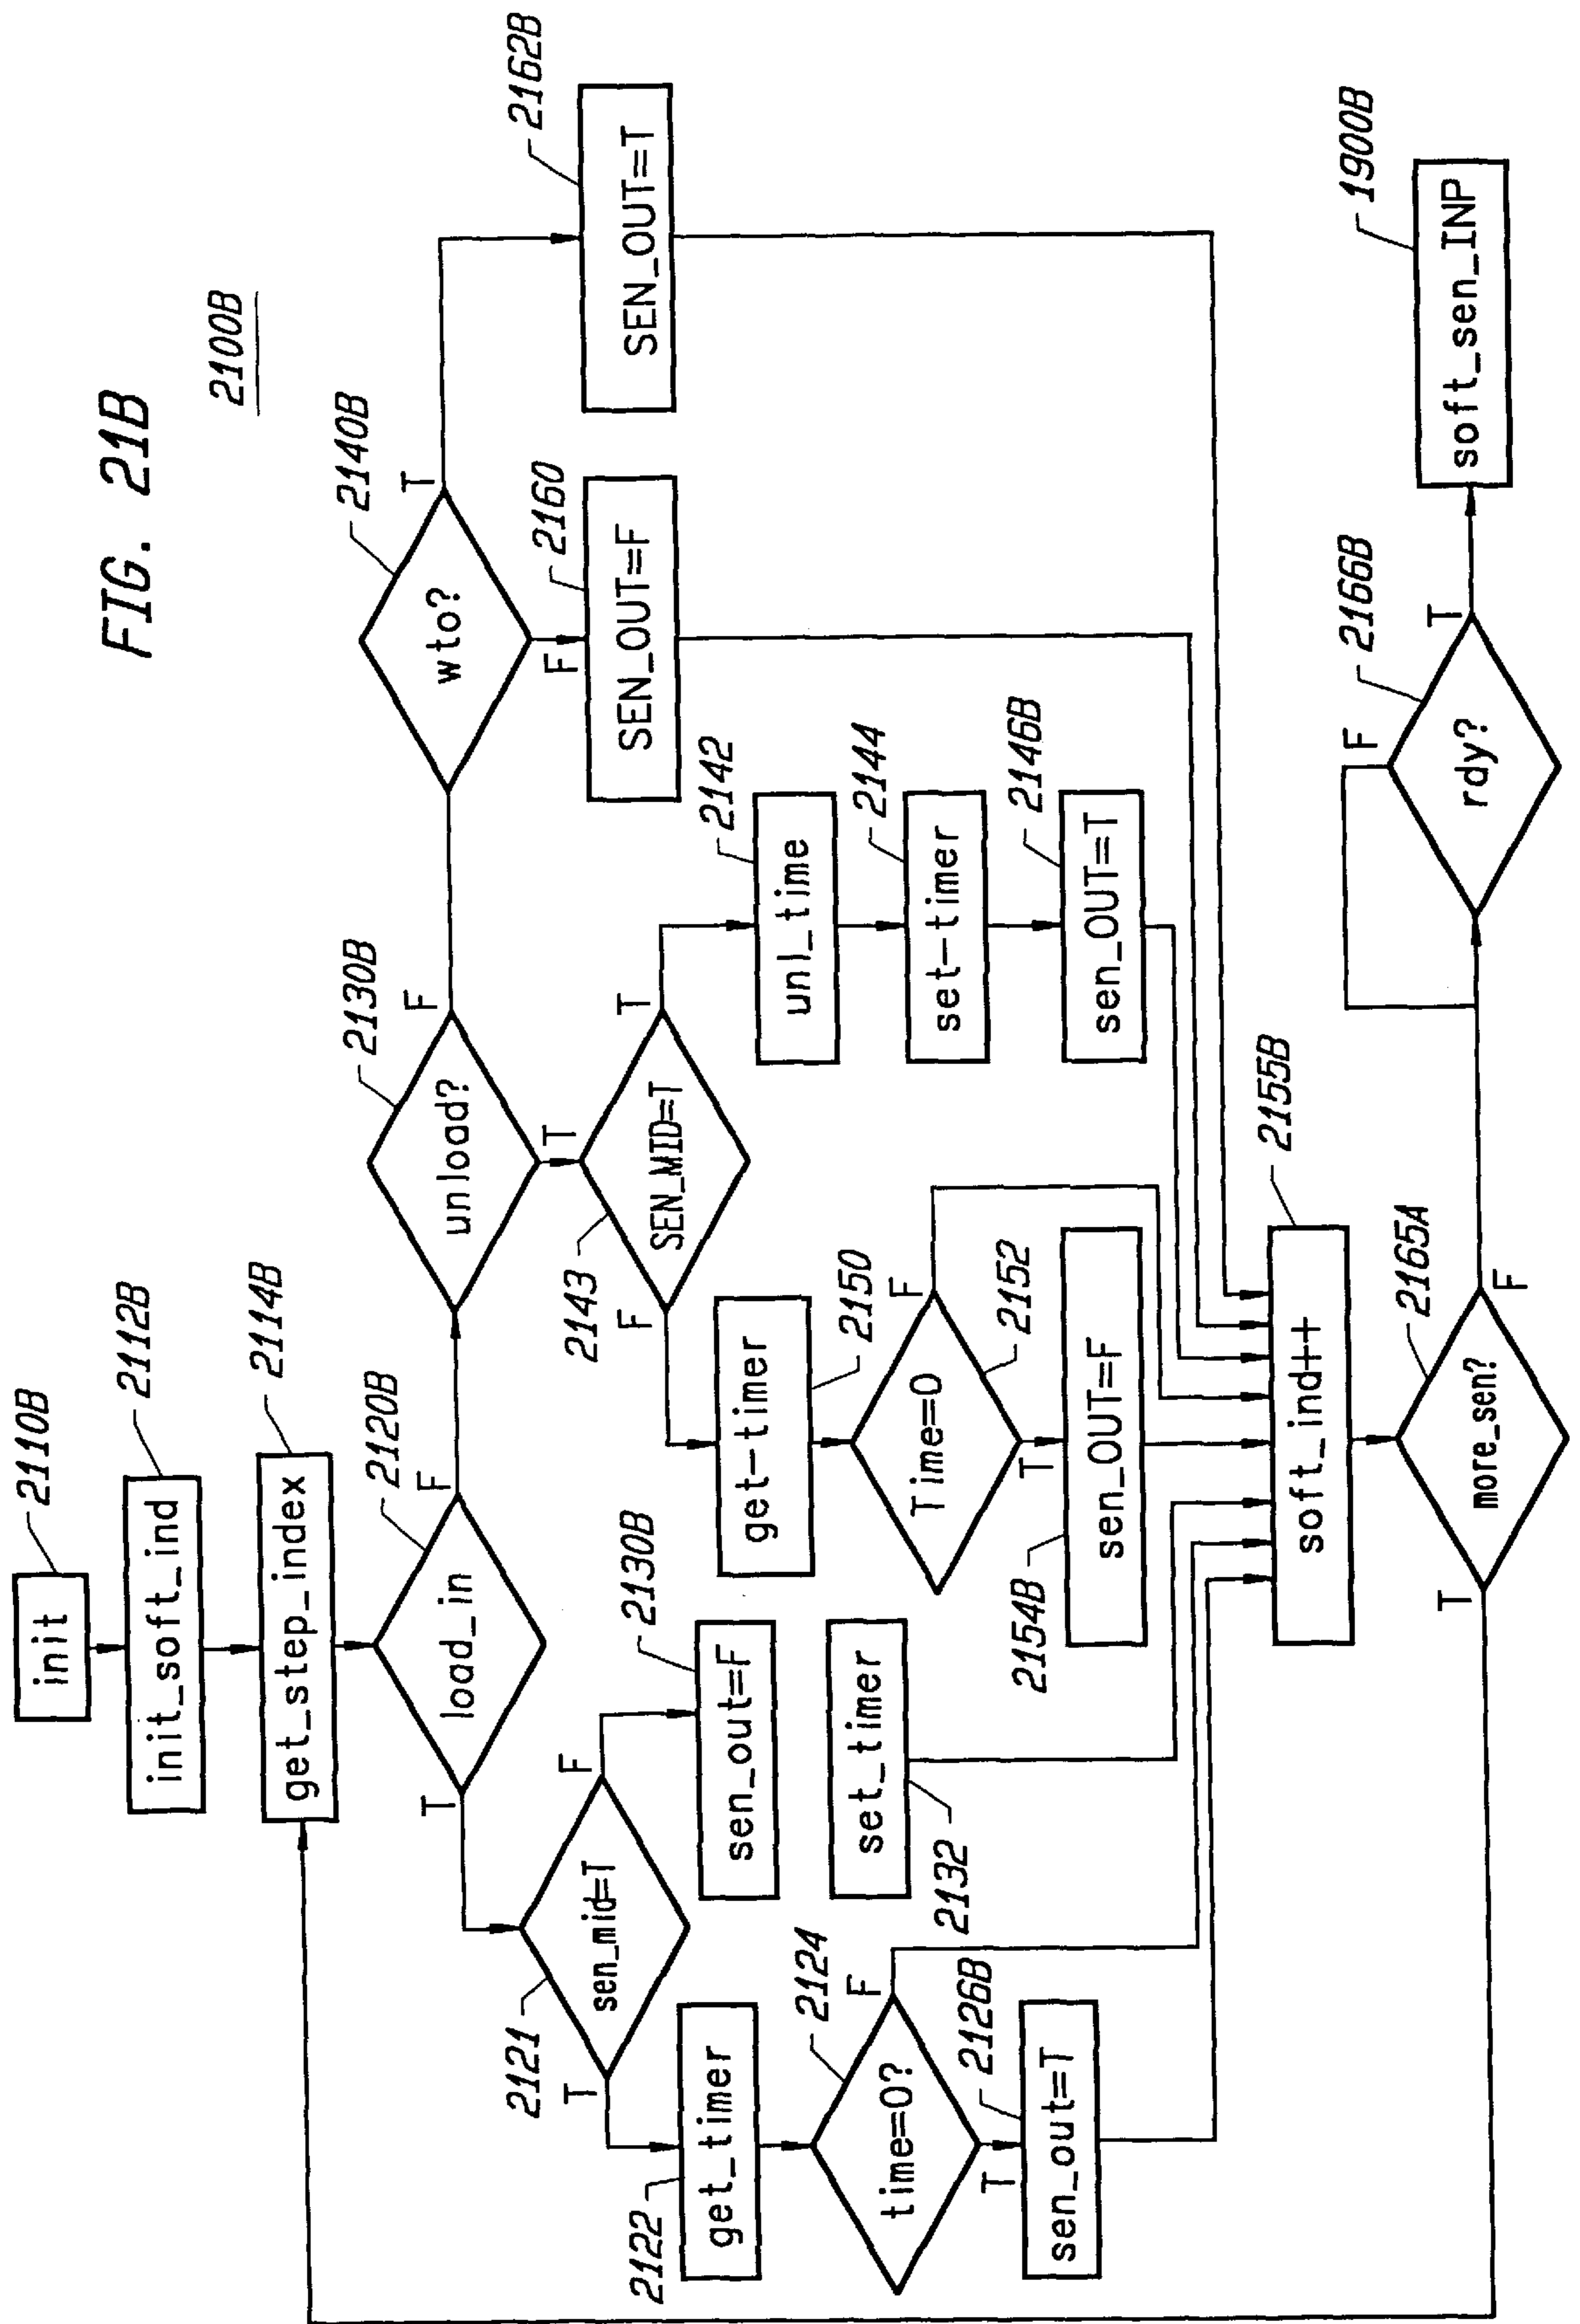 FIG. 21B
2100B
init
2110B
init_soft_ind
2112B
get_step_index
2114B
load_in
2120B
T
F
unload?
2130B
F
T
wto?
2140B
T
F
SEN_OUT=T
2162B
SEN_OUT=F
2160
sen_mid=T
2121
T
F
sen_out=F
2130B
set_timer
2132
get_timer
2122
time=0?
2124
F
T
sen_out=T
2126B
SEN_MID=T
2143
F
T
unl_time
2142
set-timer
2144
sen_OUT=T
2146B
get-timer
2150
Time=0
2152
F
T
sen_OUT=F
2154B
soft_ind++
2155B
more_sen?
2165A
T
F
rdy?
2166B
F
T
soft_sen_INP
1900B